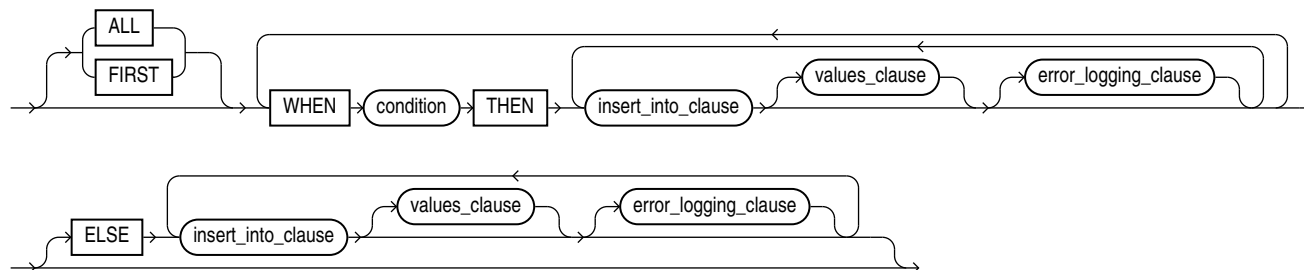 ALL
FIRST
values_clause error_logging_clause
WHEN condition THEN insert_into_clause
values_clause error_logging_clause
ELSE insert_into_clause